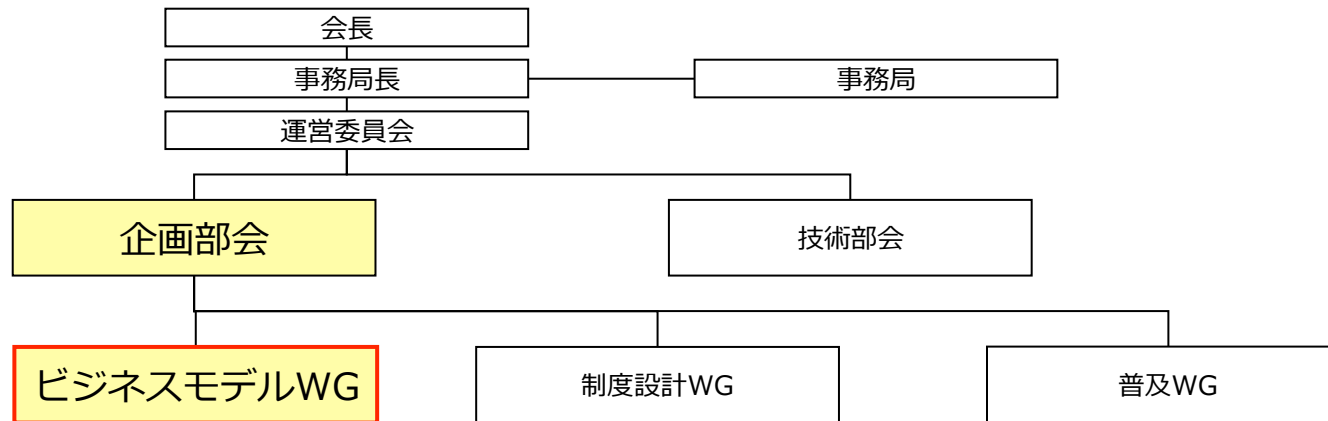 会長
事務局長
事務局
運営委員会
企画部会
技術部会
ビジネスモデルWG
制度設計WG
普及WG